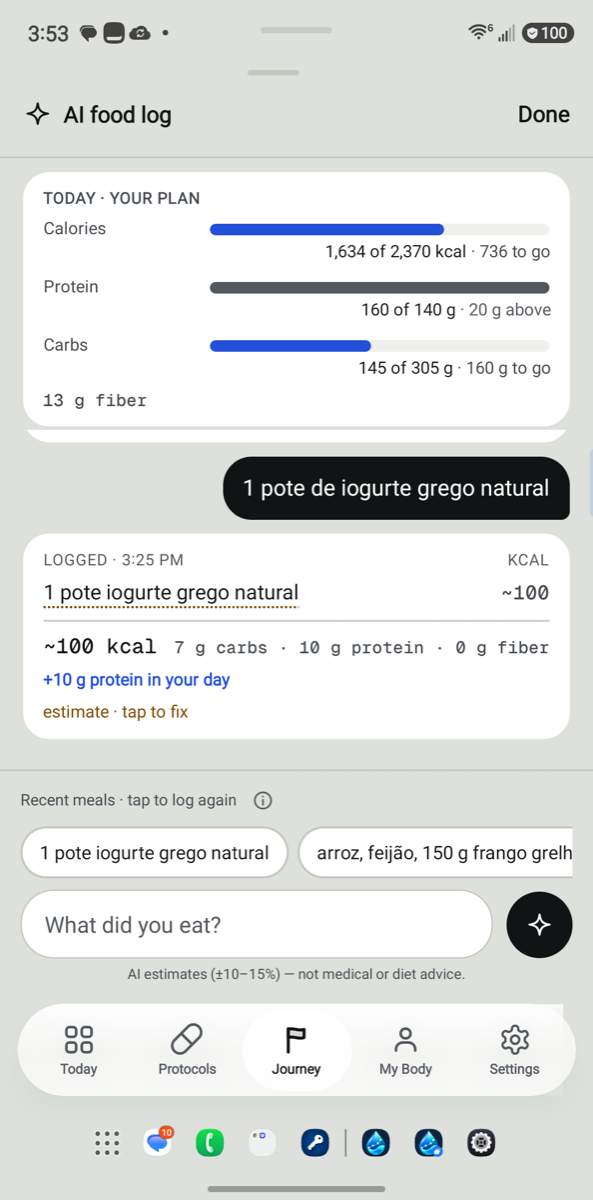 3:53
6
100
AI food log
Done
TODAY · YOUR PLAN
Calories
1,634 of 2,370 kcal · 736 to go
Protein
160 of 140 g · 20 g above
Carbs
145 of 305 g · 160 g to go
13 g fiber
1 pote de iogurte grego natural
LOGGED · 3:25 PM
KCAL
1 pote iogurte grego natural
~100
~100 kcal 7 g carbs · 10 g protein · 0 g fiber
+10 g protein in your day
estimate · tap to fix
Recent meals · tap to log again
1 pote iogurte grego natural
arroz, feijão, 150 g frango grelh
What did you eat?
AI estimates (±10–15%) — not medical or diet advice.
Today
Protocols
Journey
My Body
Settings
10